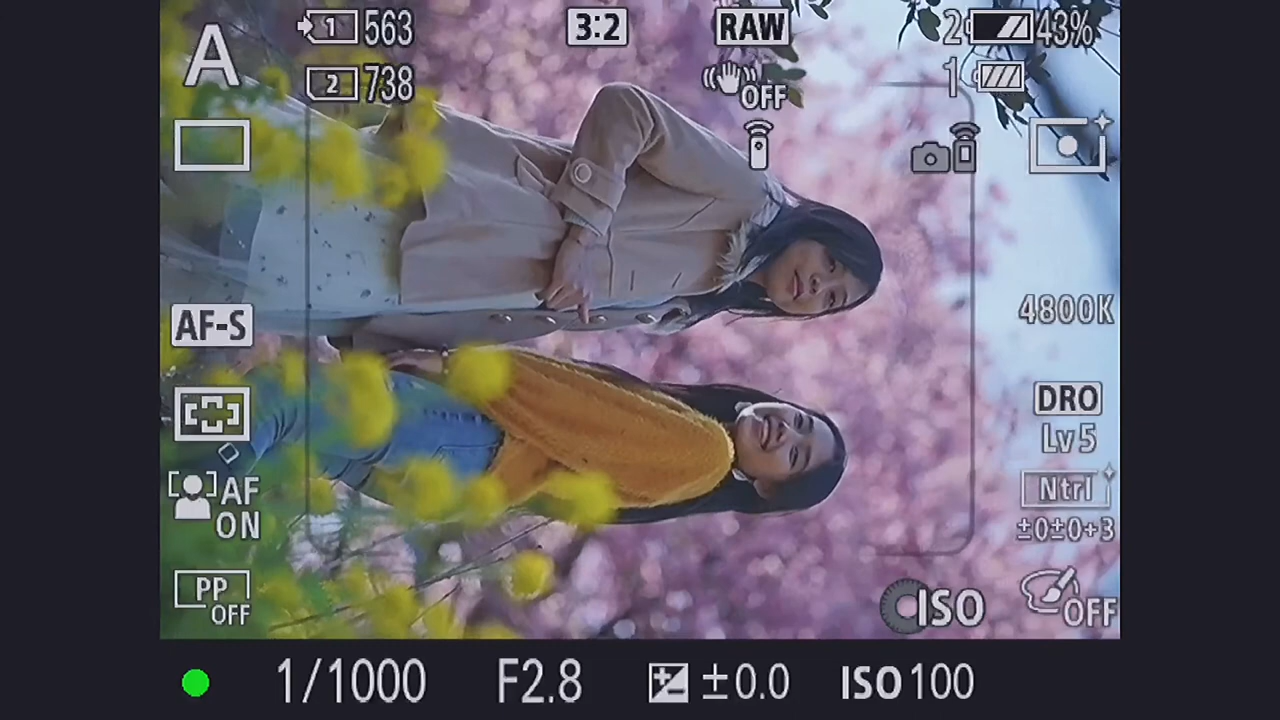 A
1 563
3:2
RAW
2 43%
2 738
OFF
1
AF-S
4800K
DRO
Lv5
AF
ON
Ntrl
±0±0+3
PP
OFF
ISO
OFF
1/1000 F2.8 ±0.0 ISO 100